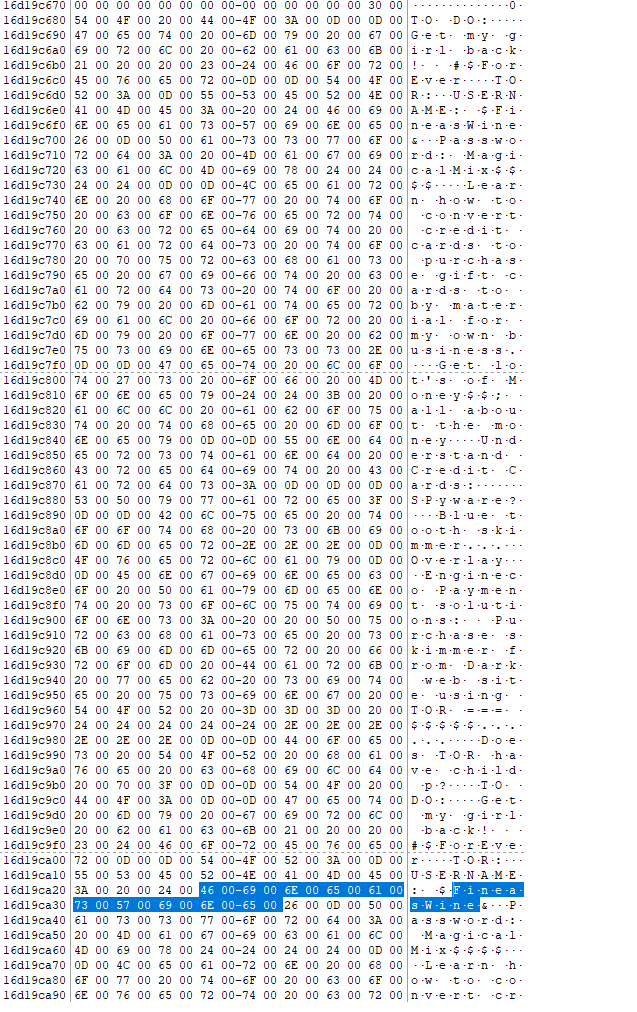 16d19c670 00 00 00 00 00 00 00 00-00 00 00 00 00 00 30 00 ··············0·
16d19c680 54 00 4F 00 20 00 44 00-4F 00 3A 00 0D 00 0D 00 T·O· ·D·O·:·····
16d19c690 47 00 65 00 74 00 20 00-6D 00 79 00 20 00 67 00 G·e·t· ·m·y· ·g·
16d19c6a0 69 00 72 00 6C 00 20 00-62 00 61 00 63 00 6B 00 i·r·l· ·b·a·c·k·
16d19c6b0 21 00 20 00 20 00 23 00-24 00 46 00 6F 00 72 00 !· · ·#·$·F·o·r·
16d19c6c0 45 00 76 00 65 00 72 00-0D 00 0D 00 54 00 4F 00 E·v·e·r·····T·O·
16d19c6d0 52 00 3A 00 0D 00 55 00-53 00 45 00 52 00 4E 00 R·:···U·S·E·R·N·
16d19c6e0 41 00 4D 00 45 00 3A 00-20 00 24 00 46 00 69 00 A·M·E·:· ·$·F·i·
16d19c6f0 6E 00 65 00 61 00 73 00-57 00 69 00 6E 00 65 00 n·e·a·s·W·i·n·e·
16d19c700 26 00 0D 00 50 00 61 00-73 00 73 00 77 00 6F 00 &···P·a·s·s·w·o·
16d19c710 72 00 64 00 3A 00 20 00-4D 00 61 00 67 00 69 00 r·d·:· ·M·a·g·i·
16d19c720 63 00 61 00 6C 00 4D 00-69 00 78 00 24 00 24 00 c·a·l·M·i·x·$·$·
16d19c730 24 00 24 00 0D 00 0D 00-4C 00 65 00 61 00 72 00 $·$·····L·e·a·r·
16d19c740 6E 00 20 00 68 00 6F 00-77 00 20 00 74 00 6F 00 n· ·h·o·w· ·t·o·
16d19c750 20 00 63 00 6F 00 6E 00-76 00 65 00 72 00 74 00  ·c·o·n·v·e·r·t·
16d19c760 20 00 63 00 72 00 65 00-64 00 69 00 74 00 20 00  ·c·r·e·d·i·t· ·
16d19c770 63 00 61 00 72 00 64 00-73 00 20 00 74 00 6F 00 c·a·r·d·s· ·t·o·
16d19c780 20 00 70 00 75 00 72 00-63 00 68 00 61 00 73 00  ·p·u·r·c·h·a·s·
16d19c790 65 00 20 00 67 00 69 00-66 00 74 00 20 00 63 00 e· ·g·i·f·t· ·c·
16d19c7a0 61 00 72 00 64 00 73 00-20 00 74 00 6F 00 20 00 a·r·d·s· ·t·o· ·
16d19c7b0 62 00 79 00 20 00 6D 00-61 00 74 00 65 00 72 00 b·y· ·m·a·t·e·r·
16d19c7c0 69 00 61 00 6C 00 20 00-66 00 6F 00 72 00 20 00 i·a·l· ·f·o·r· ·
16d19c7d0 6D 00 79 00 20 00 6F 00-77 00 6E 00 20 00 62 00 m·y· ·o·w·n· ·b·
16d19c7e0 75 00 73 00 69 00 6E 00-65 00 73 00 73 00 2E 00 u·s·i·n·e·s·s·.·
16d19c7f0 0D 00 0D 00 47 00 65 00-74 00 20 00 6C 00 6F 00 ····G·e·t· ·l·o·
16d19c800 74 00 27 00 73 00 20 00-6F 00 66 00 20 00 4D 00 t·'·s· ·o·f· ·M·
16d19c810 6F 00 6E 00 65 00 79 00-24 00 24 00 3B 00 20 00 o·n·e·y·$·$·;· ·
16d19c820 61 00 6C 00 6C 00 20 00-61 00 62 00 6F 00 75 00 a·l·l· ·a·b·o·u·
16d19c830 74 00 20 00 74 00 68 00-65 00 20 00 6D 00 6F 00 t· ·t·h·e· ·m·o·
16d19c840 6E 00 65 00 79 00 0D 00-0D 00 55 00 6E 00 64 00 n·e·y·····U·n·d·
16d19c850 65 00 72 00 73 00 74 00-61 00 6E 00 64 00 20 00 e·r·s·t·a·n·d· ·
16d19c860 43 00 72 00 65 00 64 00-69 00 74 00 20 00 43 00 C·r·e·d·i·t· ·C·
16d19c870 61 00 72 00 64 00 73 00-3A 00 0D 00 0D 00 0D 00 a·r·d·s·:·······
16d19c880 53 00 50 00 79 00 77 00-61 00 72 00 65 00 3F 00 S·P·y·w·a·r·e·?·
16d19c890 0D 00 0D 00 42 00 6C 00-75 00 65 00 20 00 74 00 ····B·l·u·e· ·t·
16d19c8a0 6F 00 6F 00 74 00 68 00-20 00 73 00 6B 00 69 00 o·o·t·h· ·s·k·i·
16d19c8b0 6D 00 6D 00 65 00 72 00-2E 00 2E 00 2E 00 0D 00 m·m·e·r·.·.·.···
16d19c8c0 4F 00 76 00 65 00 72 00-6C 00 61 00 79 00 0D 00 O·v·e·r·l·a·y···
16d19c8d0 0D 00 45 00 6E 00 67 00-69 00 6E 00 65 00 63 00 ··E·n·g·i·n·e·c·
16d19c8e0 6F 00 20 00 50 00 61 00-79 00 6D 00 65 00 6E 00 o· ·P·a·y·m·e·n·
16d19c8f0 74 00 20 00 73 00 6F 00-6C 00 75 00 74 00 69 00 t· ·s·o·l·u·t·i·
16d19c900 6F 00 6E 00 73 00 3A 00-20 00 20 00 50 00 75 00 o·n·s·:· · ·P·u·
16d19c910 72 00 63 00 68 00 61 00-73 00 65 00 20 00 73 00 r·c·h·a·s·e· ·s·
16d19c920 6B 00 69 00 6D 00 6D 00-65 00 72 00 20 00 66 00 k·i·m·m·e·r· ·f·
16d19c930 72 00 6F 00 6D 00 20 00-44 00 61 00 72 00 6B 00 r·o·m· ·D·a·r·k·
16d19c940 20 00 77 00 65 00 62 00-20 00 73 00 69 00 74 00  ·w·e·b· ·s·i·t·
16d19c950 65 00 20 00 75 00 73 00-69 00 6E 00 67 00 20 00 e· ·u·s·i·n·g· ·
16d19c960 54 00 4F 00 52 00 20 00-3D 00 3D 00 3D 00 20 00 T·O·R· ·=·=·=· ·
16d19c970 24 00 24 00 24 00 24 00-24 00 2E 00 2E 00 2E 00 $·$·$·$·$·.·.·.·
16d19c980 2E 00 2E 00 2E 00 0D 00-0D 00 44 00 6F 00 65 00 .·.·.·····D·o·e·
16d19c990 73 00 20 00 54 00 4F 00-52 00 20 00 68 00 61 00 s· ·T·O·R· ·h·a·
16d19c9a0 76 00 65 00 20 00 63 00-68 00 69 00 6C 00 64 00 v·e· ·c·h·i·l·d·
16d19c9b0 20 00 70 00 3F 00 0D 00-0D 00 54 00 4F 00 20 00  ·p·?·····T·O· ·
16d19c9c0 44 00 4F 00 3A 00 0D 00-0D 00 47 00 65 00 74 00 D·O·:·····G·e·t·
16d19c9d0 20 00 6D 00 79 00 20 00-67 00 69 00 72 00 6C 00  ·m·y· ·g·i·r·l·
16d19c9e0 20 00 62 00 61 00 63 00-6B 00 21 00 20 00 20 00  ·b·a·c·k·!· · ·
16d19c9f0 23 00 24 00 46 00 6F 00-72 00 45 00 76 00 65 00 #·$·F·o·r·E·v·e·
16d19ca00 72 00 0D 00 0D 00 54 00-4F 00 52 00 3A 00 0D 00 r·····T·O·R·:···
16d19ca10 55 00 53 00 45 00 52 00-4E 00 41 00 4D 00 45 00 U·S·E·R·N·A·M·E·
16d19ca20 3A 00 20 00 24 00 46 00-69 00 6E 00 65 00 61 00 :· ·$·F·i·n·e·a·
16d19ca30 73 00 57 00 69 00 6E 00-65 00 26 00 0D 00 50 00 s·W·i·n·e·&···P·
16d19ca40 61 00 73 00 73 00 77 00-6F 00 72 00 64 00 3A 00 a·s·s·w·o·r·d·:·
16d19ca50 20 00 4D 00 61 00 67 00-69 00 63 00 61 00 6C 00  ·M·a·g·i·c·a·l·
16d19ca60 4D 00 69 00 78 00 24 00-24 00 24 00 24 00 0D 00 M·i·x·$·$·$·$···
16d19ca70 0D 00 4C 00 65 00 61 00-72 00 6E 00 20 00 68 00 ··L·e·a·r·n· ·h·
16d19ca80 6F 00 77 00 20 00 74 00-6F 00 20 00 63 00 6F 00 o·w· ·t·o· ·c·o·
16d19ca90 6E 00 76 00 65 00 72 00-74 00 20 00 63 00 72 00 n·v·e·r·t· ·c·r·